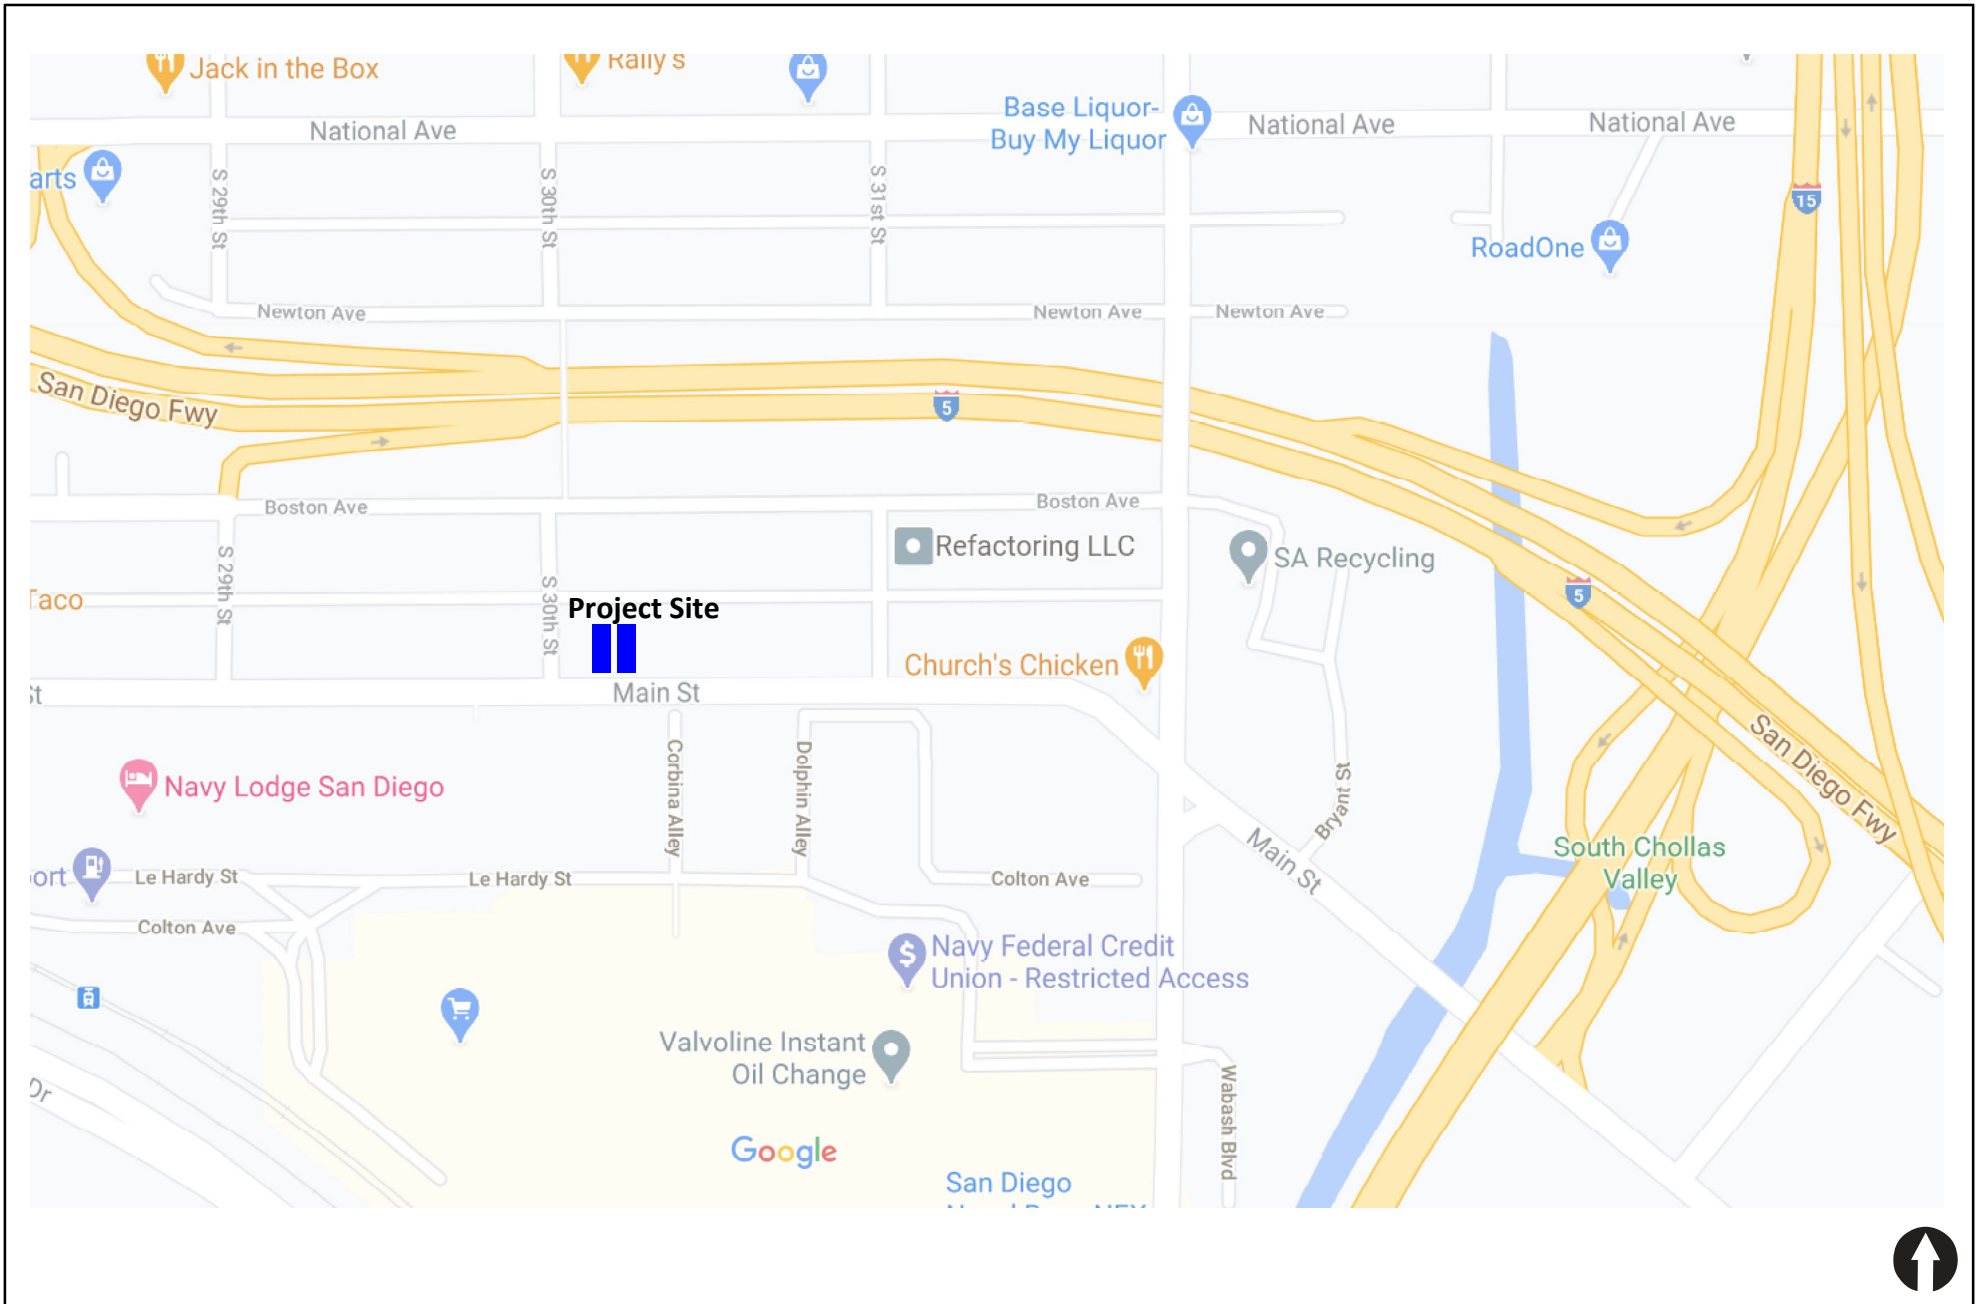 Jack in the Box
Rally's
Base Liquor-
Buy My Liquor
National Ave
National Ave
National Ave
arts
S 29th St
S 30th St
S 31st St
15
RoadOne
Newton Ave
Newton Ave
Newton Ave
San Diego Fwy
5
Boston Ave
Boston Ave
Refactoring LLC
SA Recycling
S 29th St
S 30th St
Taco
Project Site
5
Church's Chicken
St
Main St
Corbina Alley
Dolphin Alley
Navy Lodge San Diego
Bryant St
San Diego Fwy
Main St
South Chollas
Valley
ort
Le Hardy St
Le Hardy St
Colton Ave
Colton Ave
Navy Federal Credit
Union - Restricted Access
Valvoline Instant
Oil Change
Dr
Wabash Blvd
Google
San Diego